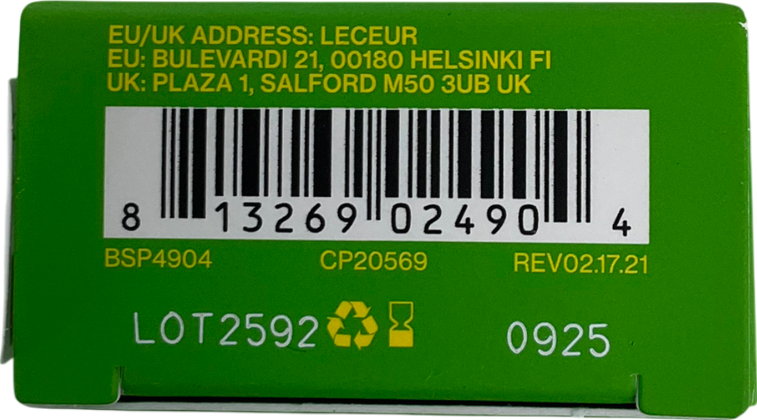 EU/UK ADDRESS: LECEUR
EU: BULEVARDI 21, 00180 HELSINKI FI
UK: PLAZA 1, SALFORD M50 3UB UK
8 13269 02490 4
BSP4904 CP20569 REV02.17.21
LOT2592 0925